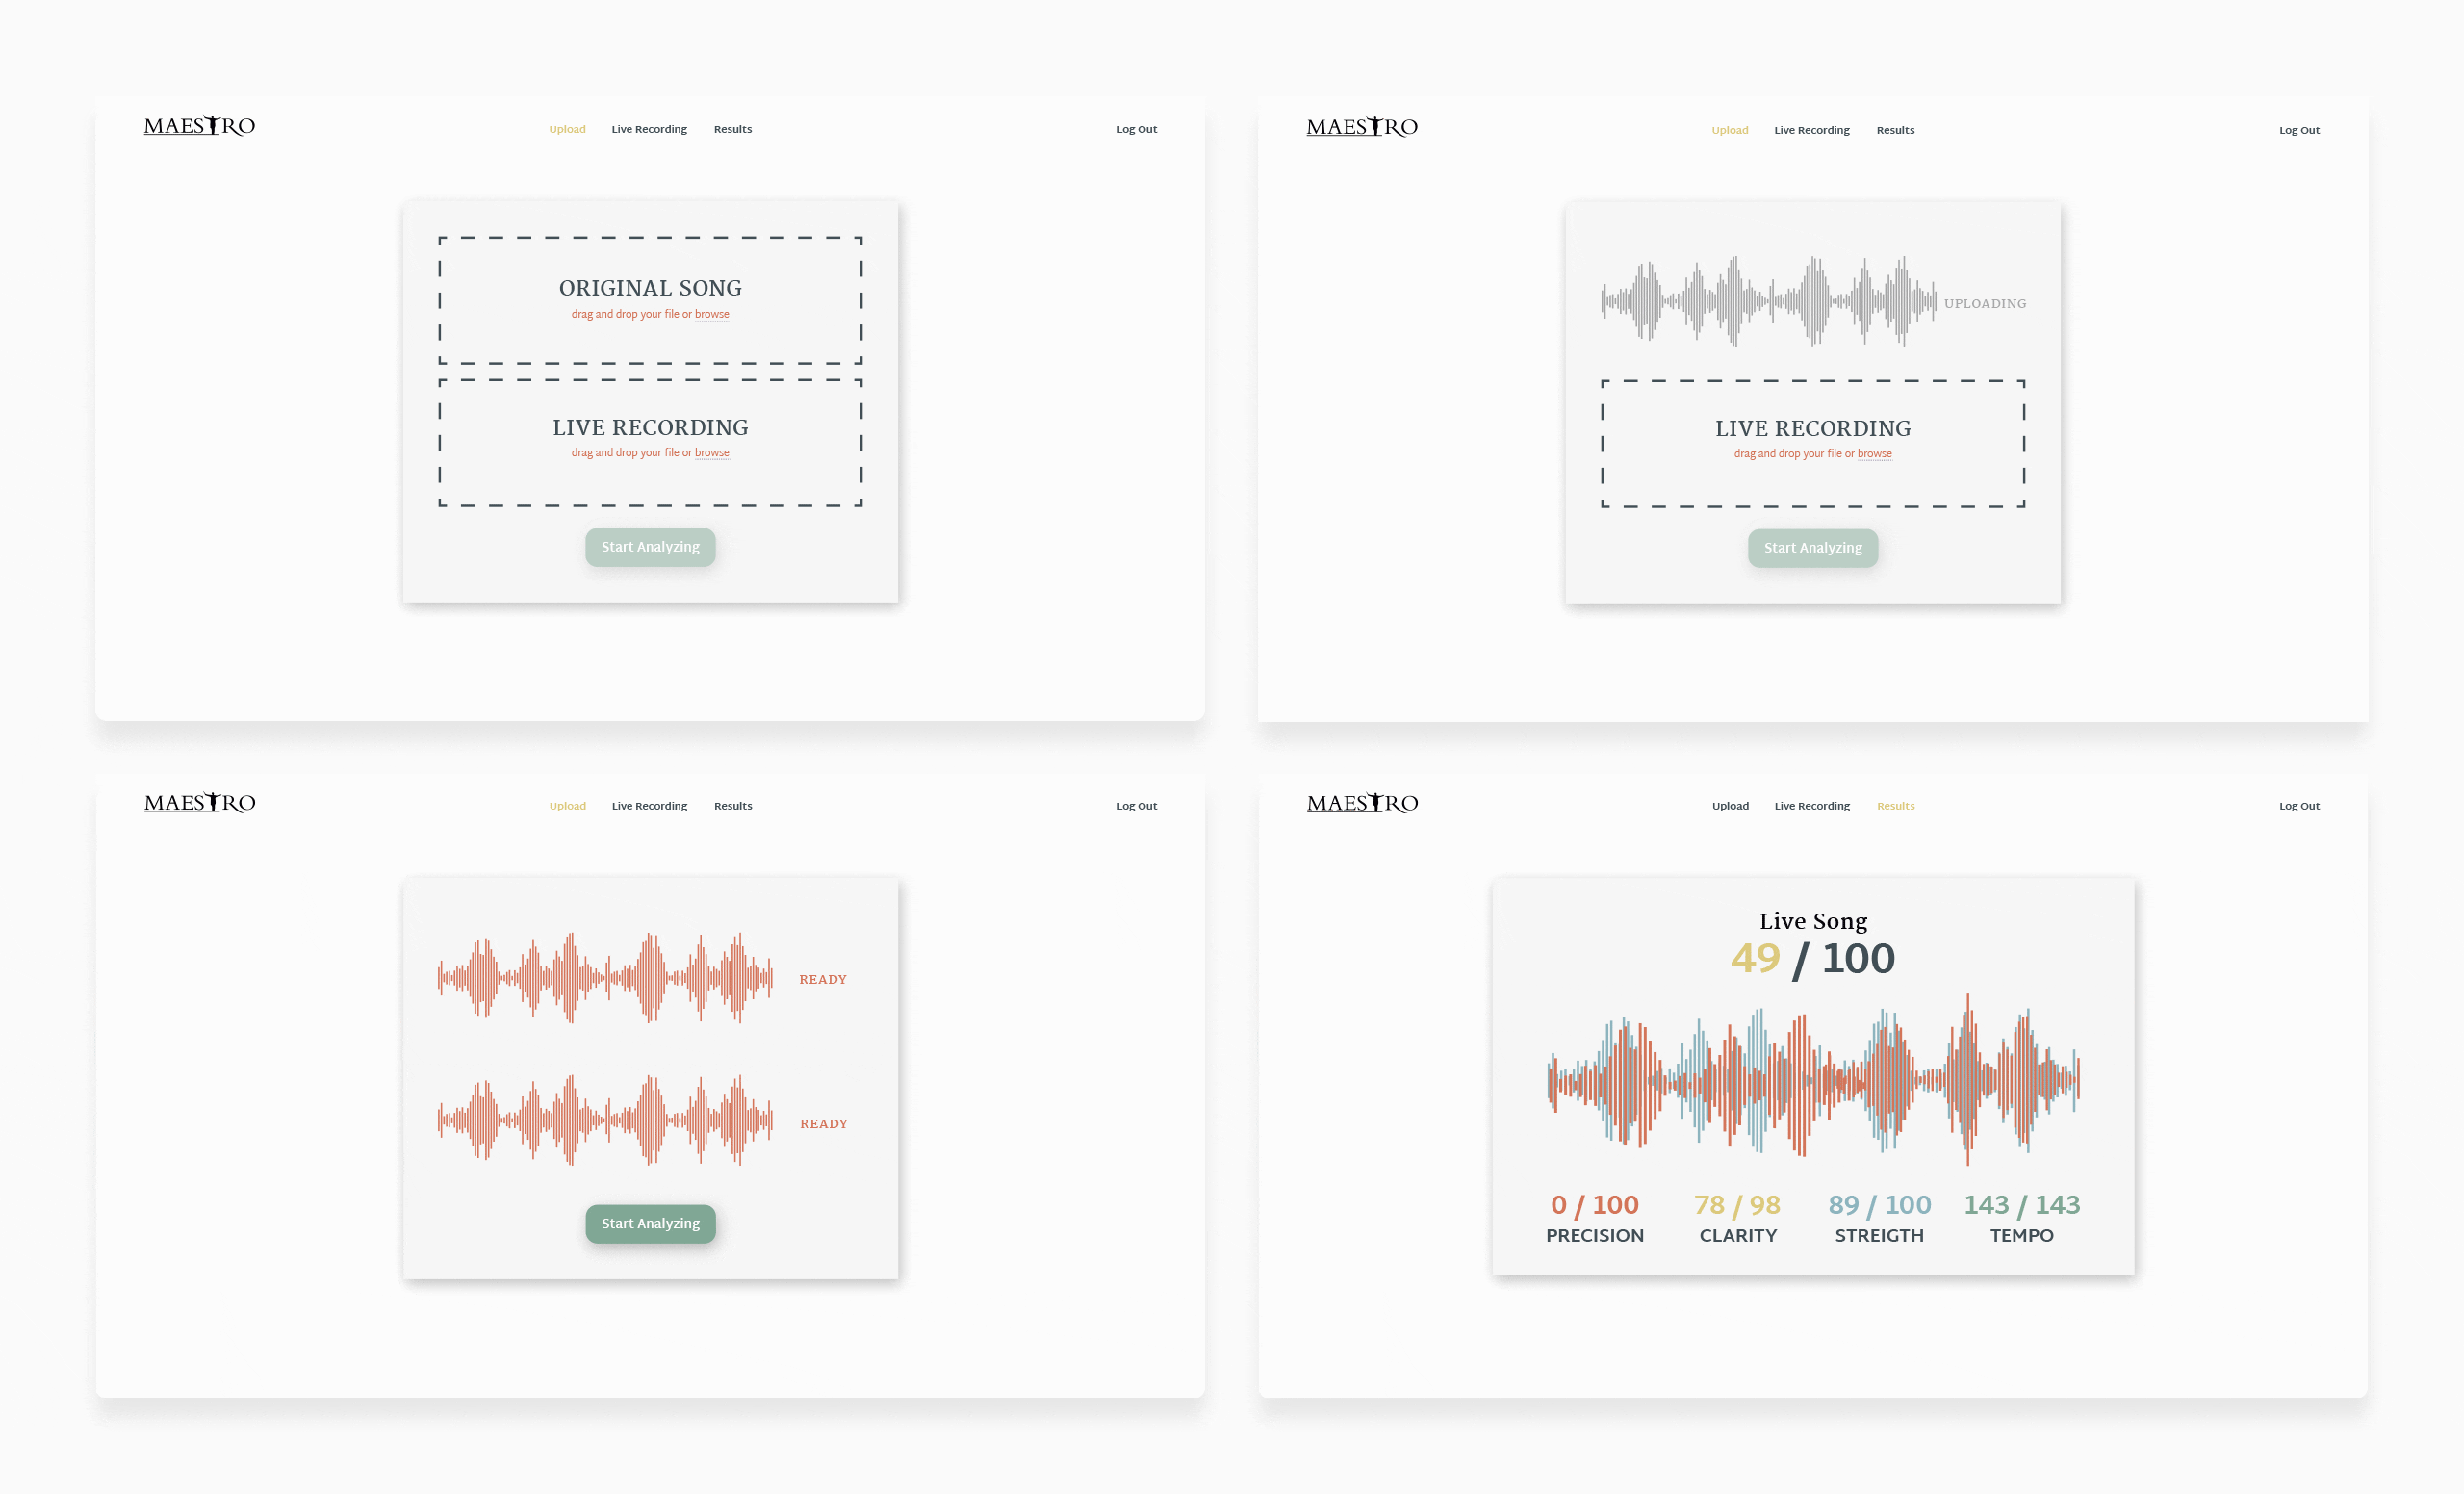 MAESTRO
Upload Live Recording Results
Log Out
ORIGINAL SONG
drag and drop your file or browse
LIVE RECORDING
drag and drop your file or browse
Start Analyzing
MAESTRO
Upload Live Recording Results
Log Out
UPLOADING
LIVE RECORDING
drag and drop your file or browse
Start Analyzing
MAESTRO
Upload Live Recording Results
Log Out
READY
READY
Start Analyzing
MAESTRO
Upload Live Recording Results
Log Out
Live Song
49 / 100
0 / 100
PRECISION
78 / 98
CLARITY
89 / 100
STREIGTH
143 / 143
TEMPO